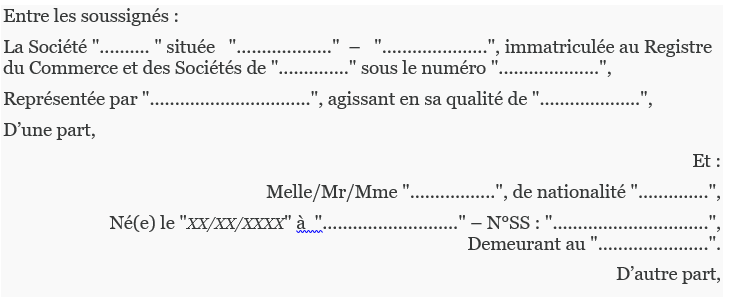 Entre les soussignés :
La Société ".......... " située "..................." – ".....................", immatriculée au Registre
du Commerce et des Sociétés de ".............." sous le numéro "....................",
Représentée par "................................", agissant en sa qualité de "....................",
D'une part,
Et :
Melle/Mr/Mme ".................", de nationalité "..............",
Né(e) le "XX/XX/XXXX" à "..........................." – N°SS : "...............................",
Demeurant au "......................".
D'autre part,